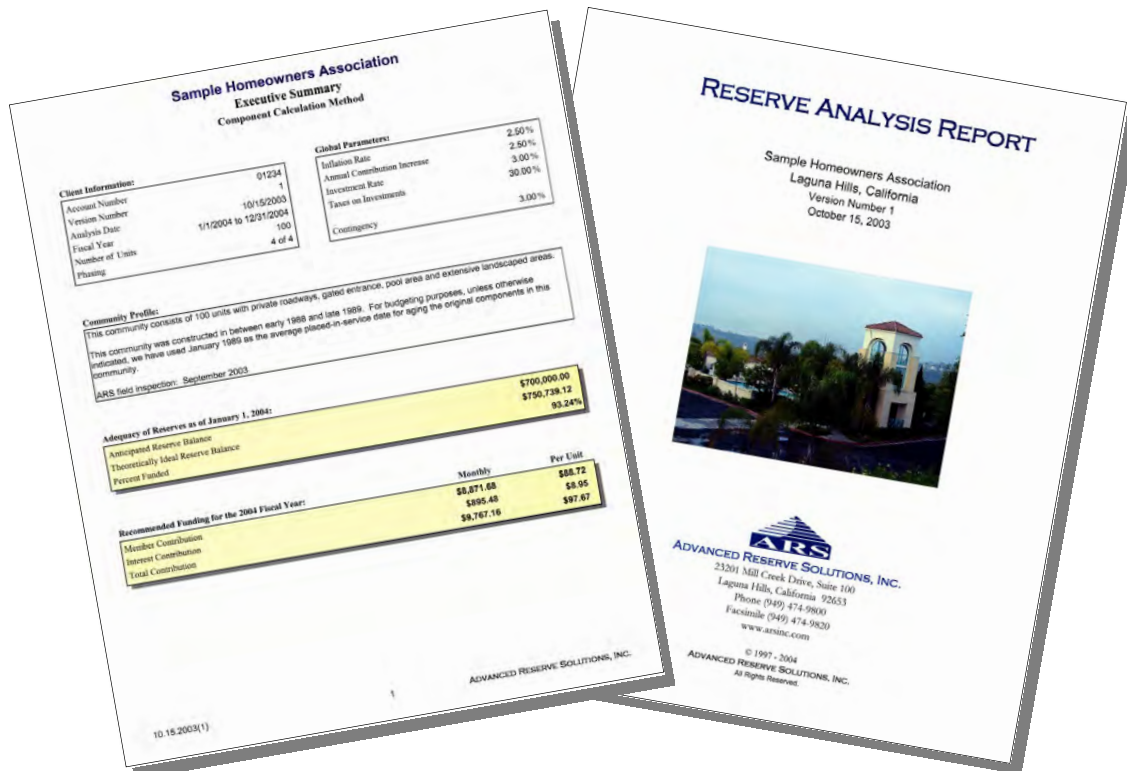 Sample Homeowners Association
Executive Summary
Component Calculation Method
Client Information:
Account Number 01234
Version Number 1
Analysis Date 10/15/2003
Fiscal Year 1/1/2004 to 12/31/2004
Number of Units 100
Phasing 4 of 4
Global Parameters:
Inflation Rate 2.50%
Annual Contribution Increase 2.50%
Investment Rate 3.00%
Taxes on Investments 30.00%
Contingency 3.00%
Community Profile:
This community consists of 100 units with private roadways, gated entrance, pool area and extensive landscaped areas.
This community was constructed in between early 1988 and late 1989. For budgeting purposes, unless otherwise
indicated, we have used January 1989 as the average placed-in-service date for aging the original components in this
community.
ARS field inspection: September 2003
Adequacy of Reserves as of January 1, 2004:
Anticipated Reserve Balance $700,000.00
Theoretically Ideal Reserve Balance $750,739.12
Percent Funded 93.24%
Recommended Funding for the 2004 Fiscal Year: Monthly Per Unit
Member Contribution $8,871.68 $88.72
Interest Contribution $895.48 $8.95
Total Contribution $9,767.16 $97.67
10.15.2003(1)
1
ADVANCED RESERVE SOLUTIONS, INC.
RESERVE ANALYSIS REPORT
Sample Homeowners Association
Laguna Hills, California
Version Number 1
October 15, 2003
ARS
ADVANCED RESERVE SOLUTIONS, INC.
23201 Mill Creek Drive, Suite 100
Laguna Hills, California 92653
Phone (949) 474-9800
Facsimile (949) 474-9820
www.arsinc.com
© 1997 - 2004
ADVANCED RESERVE SOLUTIONS, INC.
All Rights Reserved.